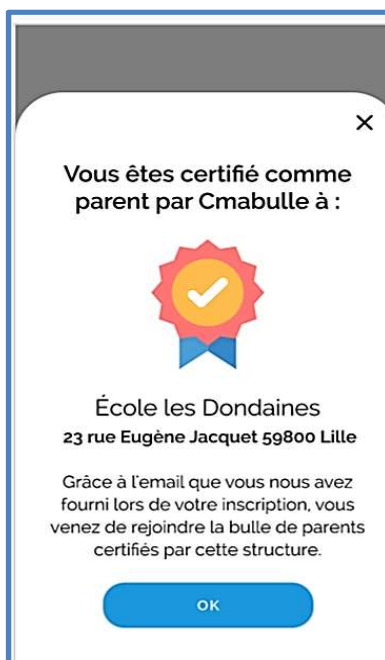 Vous êtes certifié comme
parent par Cmabulle à :
École les Dondaines
23 rue Eugène Jacquet 59800 Lille
Grâce à l'email que vous nous avez
fourni lors de votre inscription, vous
venez de rejoindre la bulle de parents
certifiés par cette structure.
OK